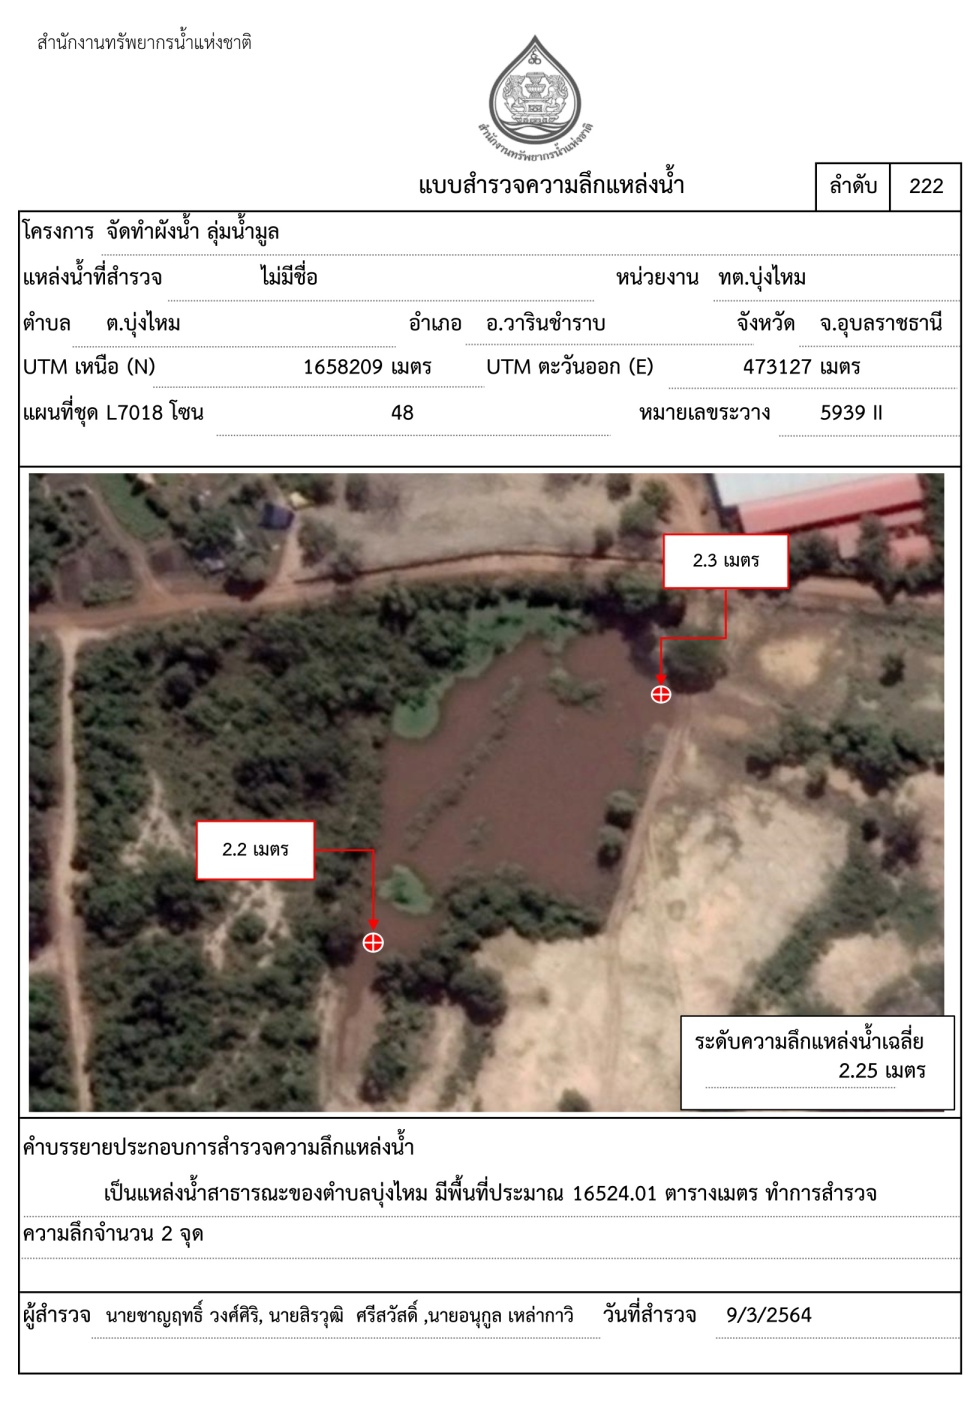 สำนักงานทรัพยากรน้ำแห่งชาติ
สำนักงานทรัพยากรน้ำแห่งชาติ
แบบสำรวจความลึกแหล่งน้ำ ลำดับ 222
โครงการ จัดทำผังน้ำ ลุ่มน้ำมูล
แหล่งน้ำที่สำรวจ ไม่มีชื่อ หน่วยงาน ทต.บุ่งไหม
ตำบล ต.บุ่งไหม อำเภอ อ.วารินชำราบ จังหวัด จ.อุบลราชธานี
UTM เหนือ (N) 1658209 เมตร UTM ตะวันออก (E) 473127 เมตร
แผนที่ชุด L7018 โซน 48 หมายเลขระวาง 5939 II
2.3 เมตร
2.2 เมตร
ระดับความลึกแหล่งน้ำเฉลี่ย
2.25 เมตร
คำบรรยายประกอบการสำรวจความลึกแหล่งน้ำ
เป็นแหล่งน้ำสาธารณะของตำบลบุ่งไหม มีพื้นที่ประมาณ 16524.01 ตารางเมตร ทำการสำรวจ
ความลึกจำนวน 2 จุด
ผู้สำรวจ นายชาญฤทธิ์ วงศ์ศิริ, นายสิรวุฒิ ศรีสวัสดิ์ ,นายอนุกูล เหล่ากาวิ วันที่สำรวจ 9/3/2564